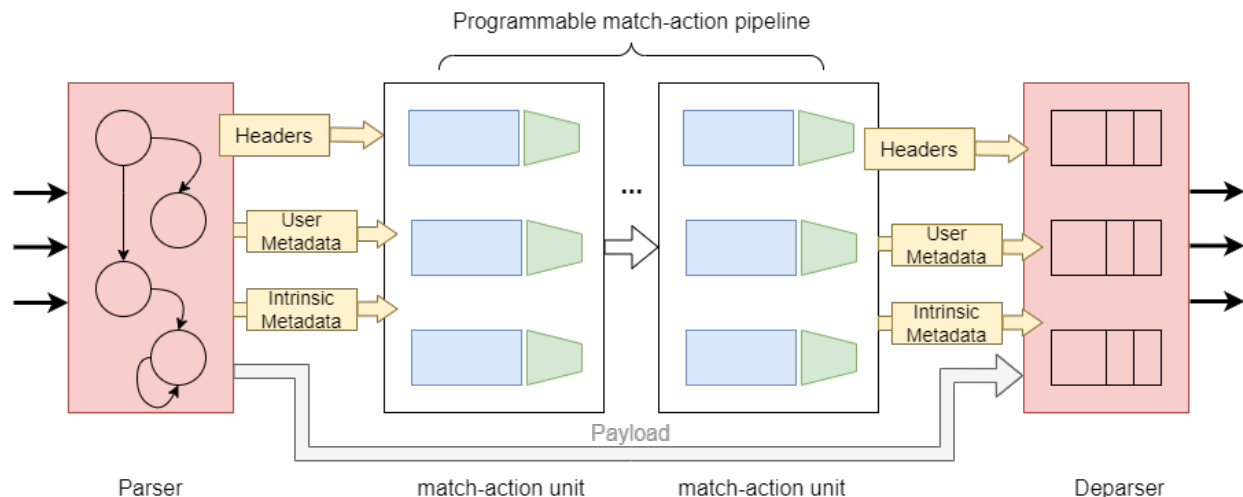 Programmable match-action pipeline
Headers
Headers
...
User
Metadata
User
Metadata
Intrinsic
Metadata
Intrinsic
Metadata
Payload
Parser
match-action unit
match-action unit
Deparser